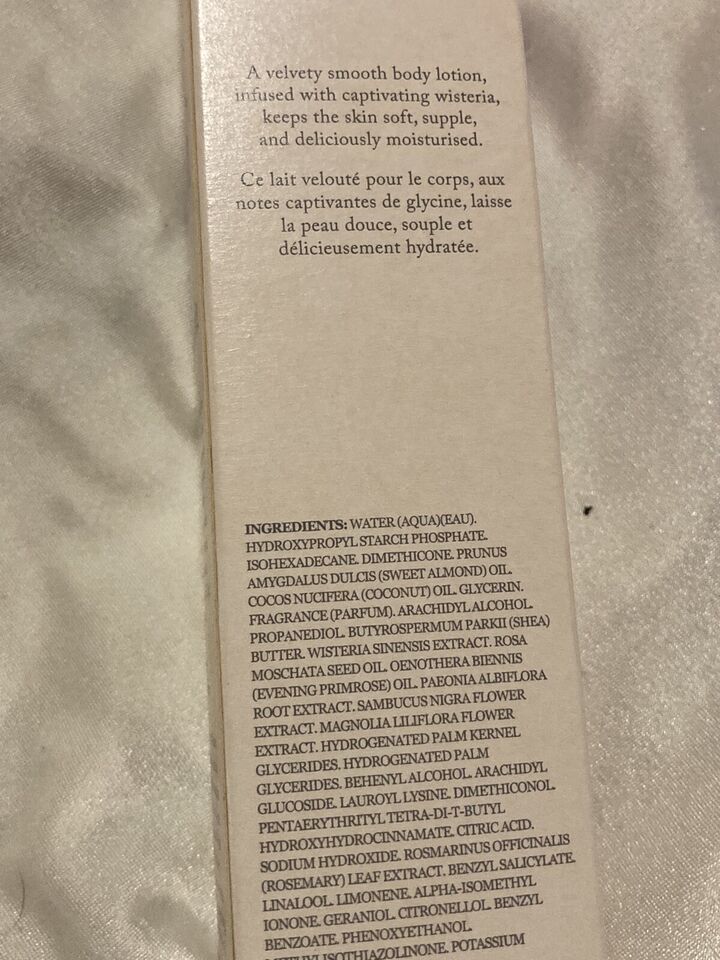 A velvety smooth body lotion,
infused with captivating wisteria,
keeps the skin soft, supple,
and deliciously moisturised.
Ce lait velouté pour le corps, aux
notes captivantes de glycine, laisse
la peau douce, souple et
délicieusement hydratée.
INGREDIENTS: WATER (AQUA)(EAU).
HYDROXYPROPYL STARCH PHOSPHATE.
ISOHEXADECANE. DIMETHICONE. PRUNUS
AMYGDALUS DULCIS (SWEET ALMOND) OIL.
COCOS NUCIFERA (COCONUT) OIL. GLYCERIN.
FRAGRANCE (PARFUM). ARACHIDYL ALCOHOL.
PROPANEDIOL. BUTYROSPERMUM PARKII (SHEA)
BUTTER. WISTERIA SINENSIS EXTRACT. ROSA
MOSCHATA SEED OIL. OENOTHERA BIENNIS
(EVENING PRIMROSE) OIL. PAEONIA ALBIFLORA
ROOT EXTRACT. SAMBUCUS NIGRA FLOWER
EXTRACT. MAGNOLIA LILIFLORA FLOWER
EXTRACT. HYDROGENATED PALM KERNEL
GLYCERIDES. HYDROGENATED PALM
GLYCERIDES. BEHENYL ALCOHOL. ARACHIDYL
GLUCOSIDE. LAUROYL LYSINE. DIMETHICONOL.
PENTAERYTHRITYL TETRA-DI-T-BUTYL
HYDROXYHYDROCINNAMATE. CITRIC ACID.
SODIUM HYDROXIDE. ROSMARINUS OFFICINALIS
(ROSEMARY) LEAF EXTRACT. BENZYL SALICYLATE.
LINALOOL. LIMONENE. ALPHA-ISOMETHYL
IONONE. GERANIOL. CITRONELLOL. BENZYL
BENZOATE. PHENOXYETHANOL.
METHYLISOTHIAZOLINONE. POTASSIUM